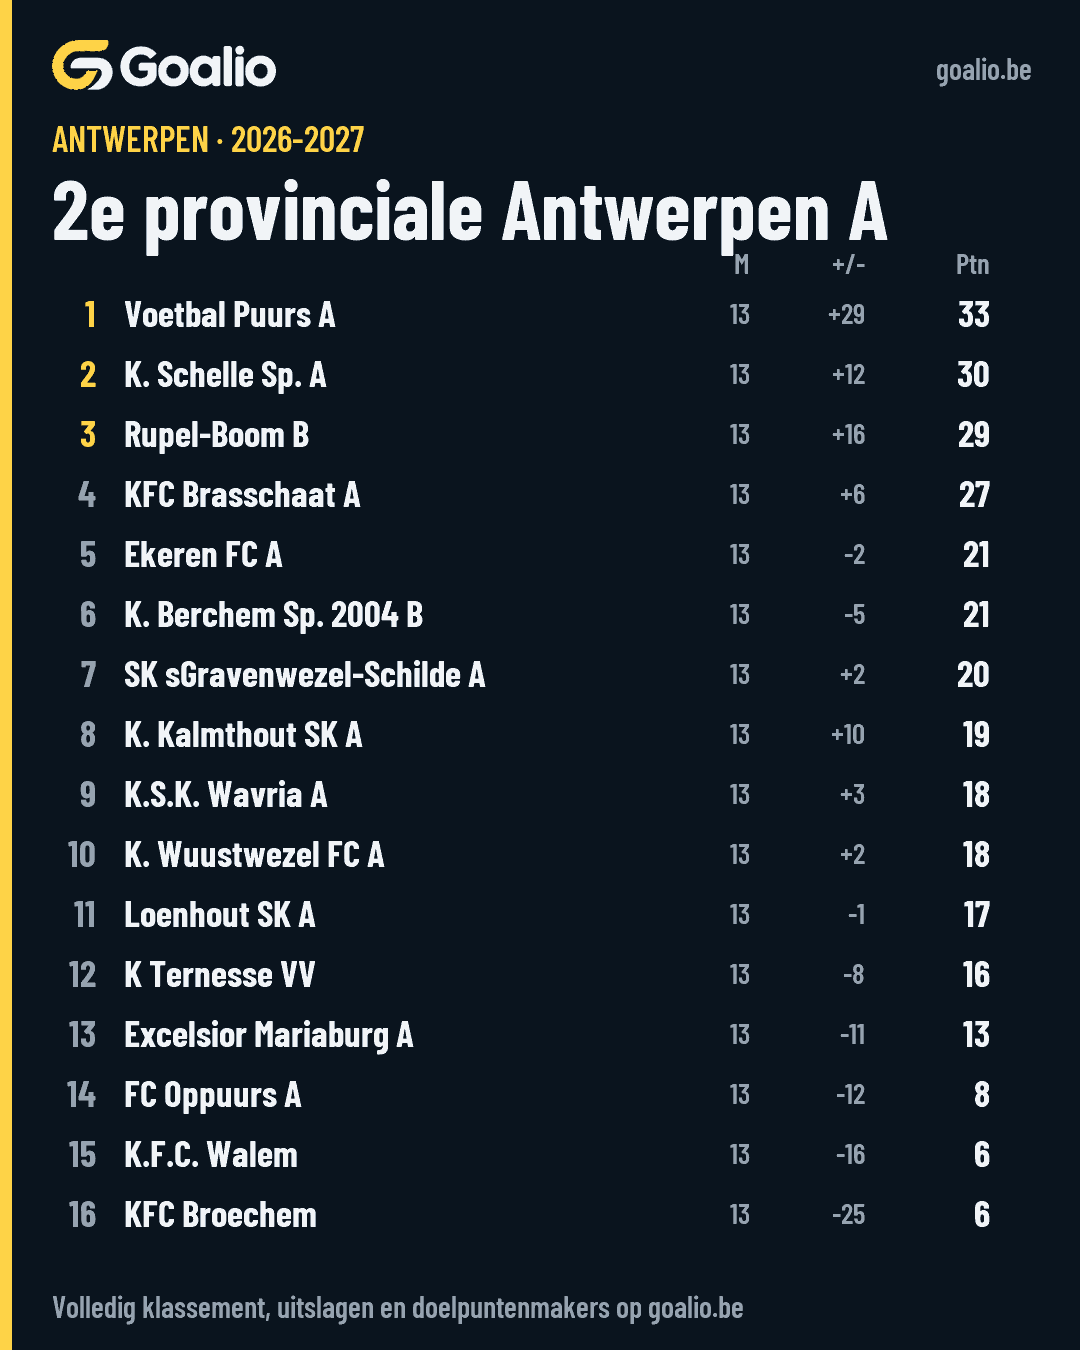 Goalio
goalio.be
ANTWERPEN · 2026-2027
2e provinciale Antwerpen A
M +/- Ptn
1 Voetbal Puurs A 13 +29 33
2 K. Schelle Sp. A 13 +12 30
3 Rupel-Boom B 13 +16 29
4 KFC Brasschaat A 13 +6 27
5 Ekeren FC A 13 -2 21
6 K. Berchem Sp. 2004 B 13 -5 21
7 SK sGravenwezel-Schilde A 13 +2 20
8 K. Kalmthout SK A 13 +10 19
9 K.S.K. Wavria A 13 +3 18
10 K. Wuustwezel FC A 13 +2 18
11 Loenhout SK A 13 -1 17
12 K Ternesse VV 13 -8 16
13 Excelsior Mariaburg A 13 -11 13
14 FC Oppuurs A 13 -12 8
15 K.F.C. Walem 13 -16 6
16 KFC Broechem 13 -25 6
Volledig klassement, uitslagen en doelpuntenmakers op goalio.be